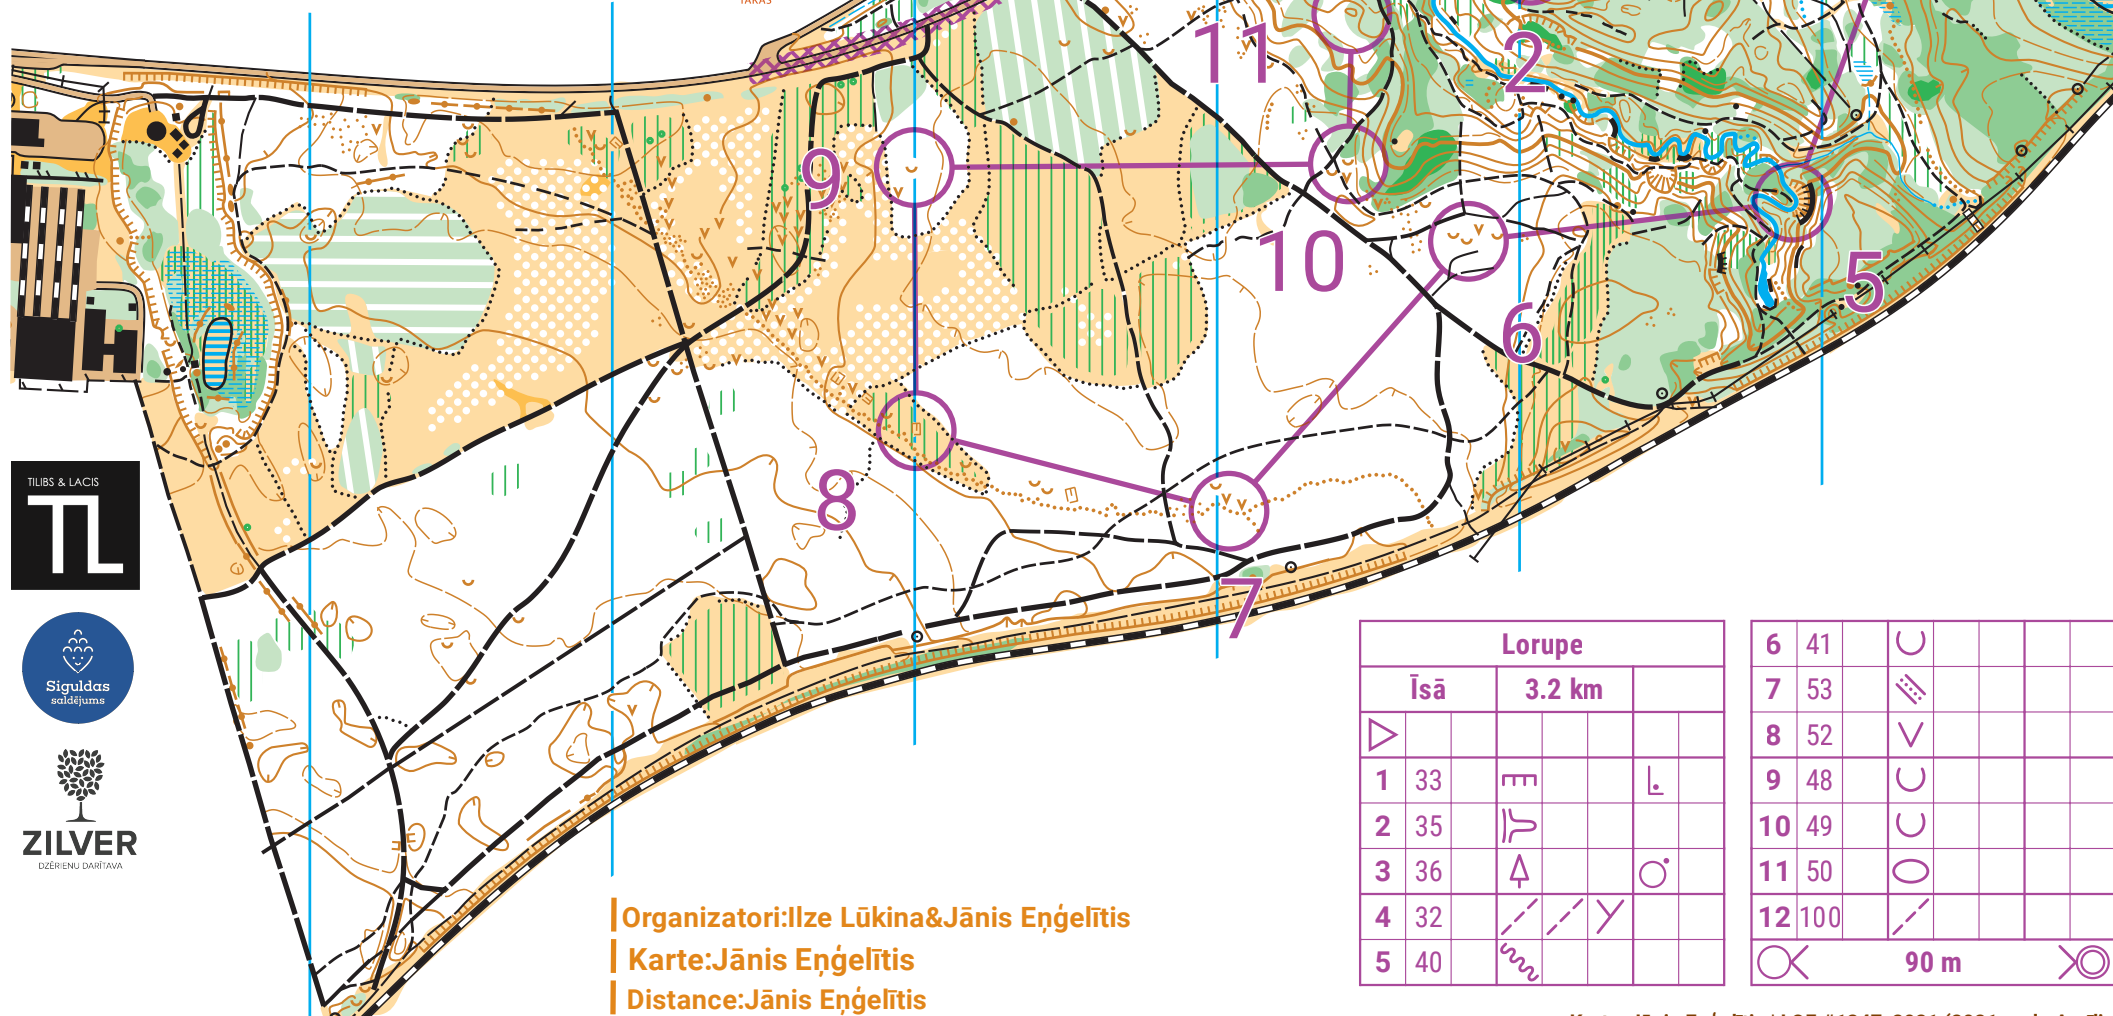 TAKAS
11
2
9
10
5
6
8
7
TILIBS & LACIS
TL
Siguldas
saldējums
ZILVER
DZĒRIENU DARĪTAVA
Organizatori:Ilze Lūkina&Jānis Eņģelītis
Karte:Jānis Eņģelītis
Distance:Jānis Eņģelītis
Lorupe
Īsā 3.2 km
1 33
2 35
3 36
4 32
5 40
6 41
7 53
8 52
9 48
10 49
11 50
12 100
90 m